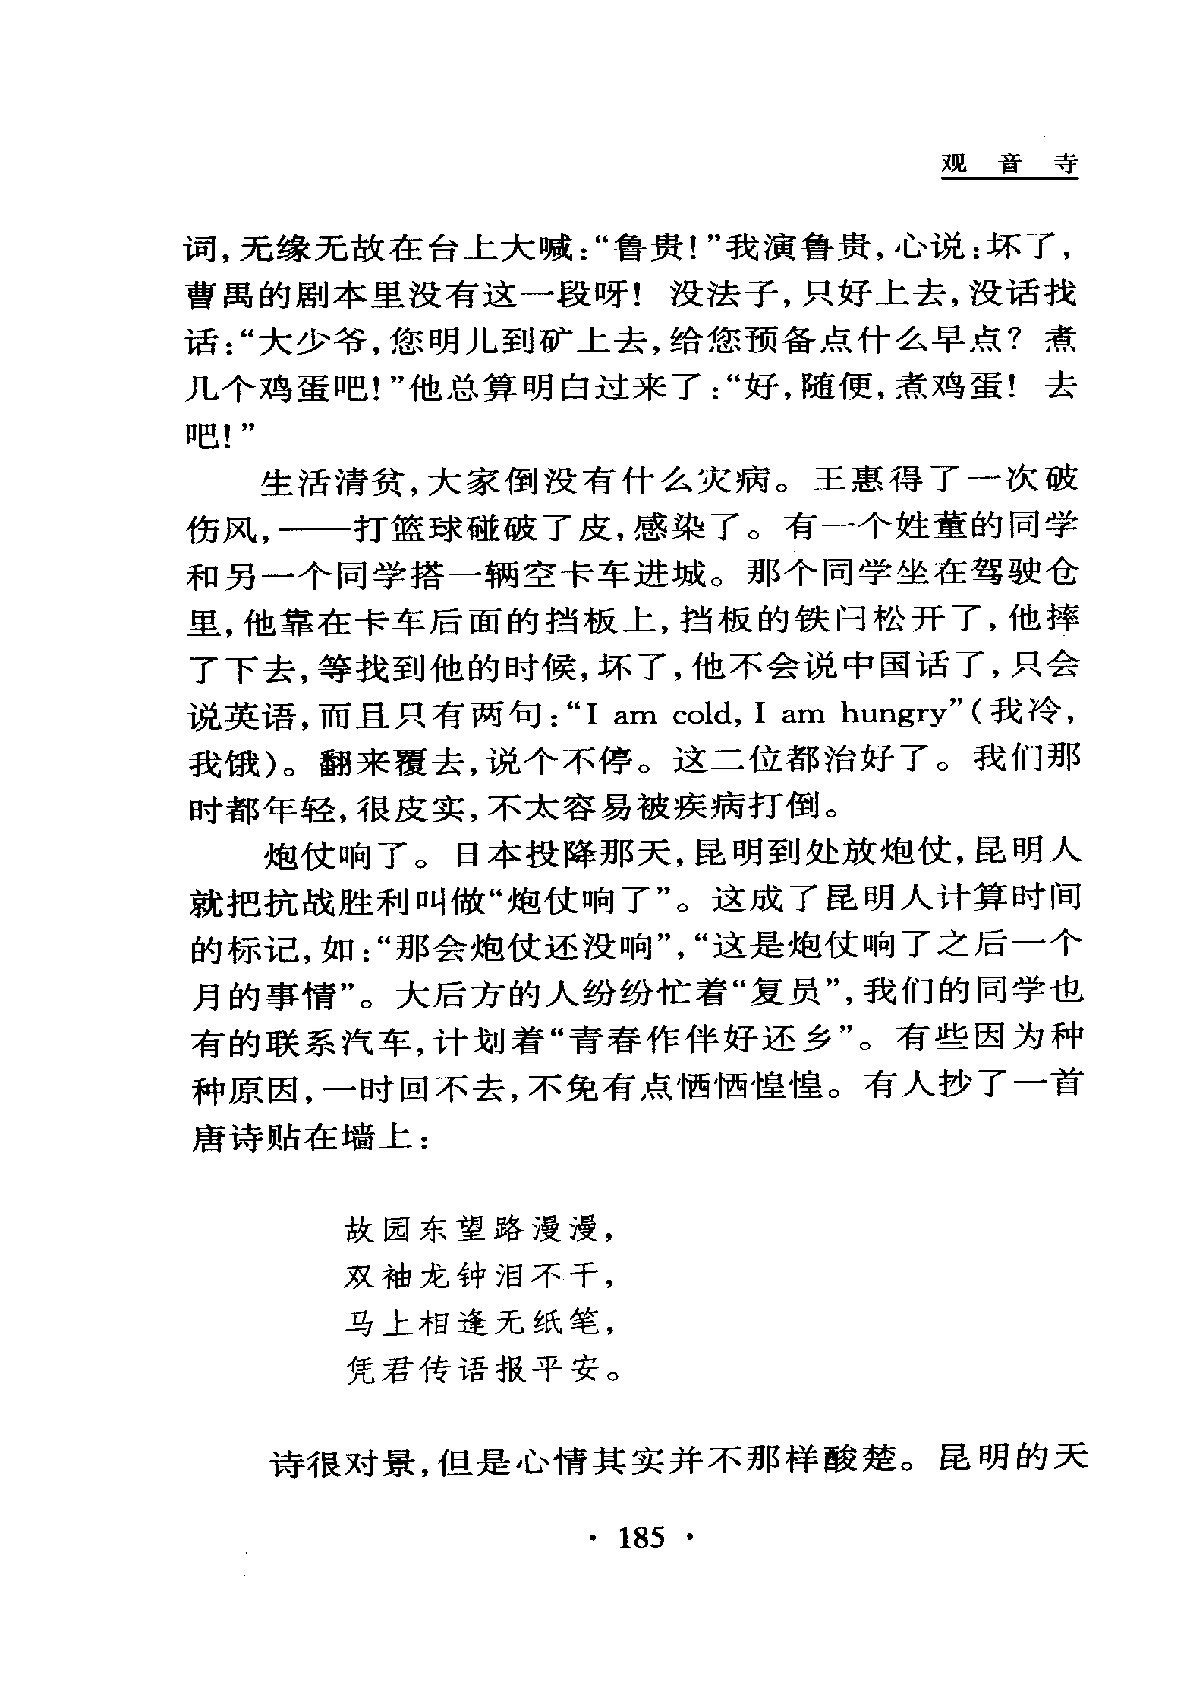 观音寺
词,无缘无故在台上大喊:“鲁贵!”我演鲁贵,心说:坏了,
曹禺的剧本里没有这一段呀! 没法子,只好上去,没话找
话:“大少爷,您明儿到矿上去,给您预备点什么早点? 煮
几个鸡蛋吧!”他总算明白过来了:“好,随便,煮鸡蛋! 去
吧!”
生活清贫,大家倒没有什么灾病。王惠得了一次破
伤风,——打篮球碰破了皮,感染了。有一个姓董的同学
和另一个同学搭一辆空卡车进城。那个同学坐在驾驶仓
里,他靠在卡车后面的挡板上,挡板的铁闩松开了,他摔
了下去,等找到他的时候,坏了,他不会说中国话了,只会
说英语,而且只有两句:“I am cold, I am hungry”(我冷,
我饿)。翻来覆去,说个不停。这二位都治好了。我们那
时都年轻,很皮实,不太容易被疾病打倒。
炮仗响了。日本投降那天,昆明到处放炮仗,昆明人
就把抗战胜利叫做“炮仗响了”。这成了昆明人计算时间
的标记,如:“那会炮仗还没响”,“这是炮仗响了之后一个
月的事情”。大后方的人纷纷忙着“复员”,我们的同学也
有的联系汽车,计划着“青春作伴好还乡”。有些因为种
种原因,一时回不去,不免有点恓恓惶惶。有人抄了一首
唐诗贴在墙上:
故园东望路漫漫,
双袖龙钟泪不干,
马上相逢无纸笔,
凭君传语报平安。
诗很对景,但是心情其实并不那样酸楚。昆明的天
· 185 ·